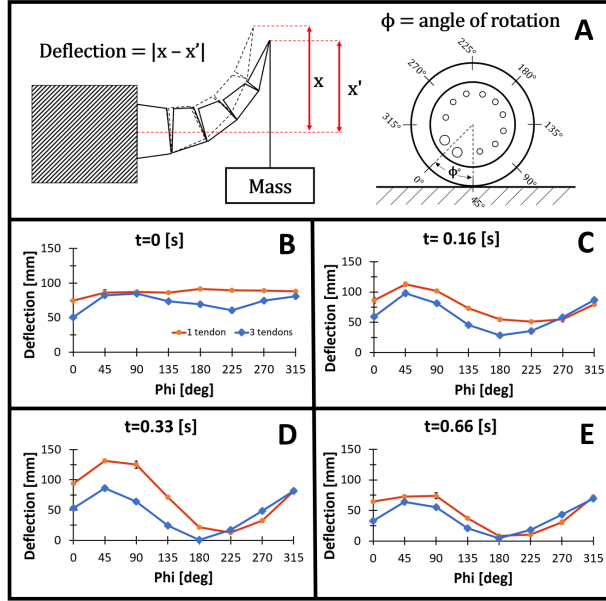 Deflection = |x – x'|
x
x'
Mass
ϕ = angle of rotation
A
225°
270°
180°
315°
135°
0°
ϕ°
90°
45°
t=0 [s]
B
Deflection [mm]
150
100
50
0
1 tendon
3 tendons
0 45 90 135 180 225 270 315
Phi [deg]
t= 0.16 [s]
C
Deflection [mm]
150
100
50
0
0 45 90 135 180 225 270 315
Phi [deg]
t=0.33 [s]
D
Deflection [mm]
150
100
50
0
0 45 90 135 180 225 270 315
Phi [deg]
t=0.66 [s]
E
Deflection [mm]
150
100
50
0
0 45 90 135 180 225 270 315
Phi [deg]